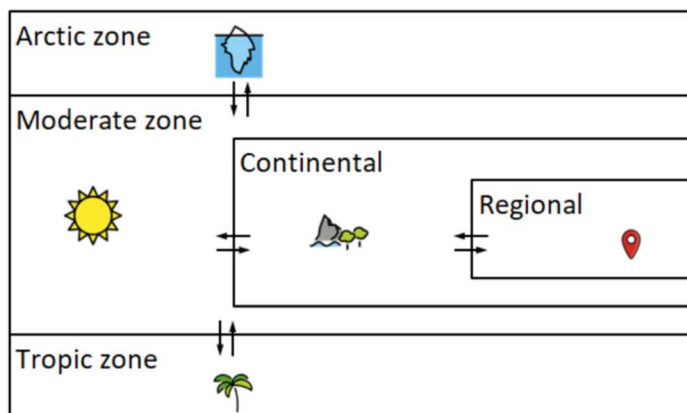 Arctic zone
Moderate zone
Continental
Regional
Tropic zone